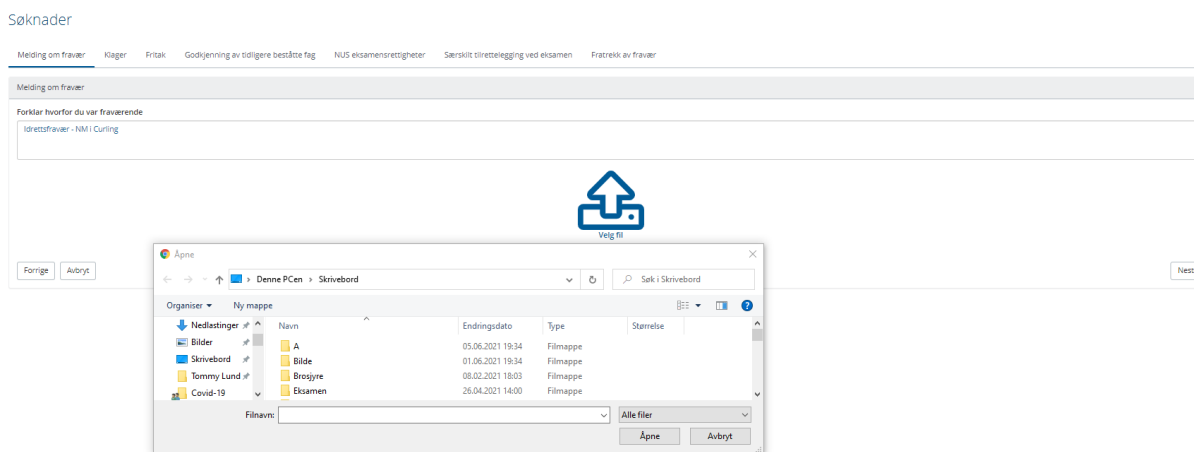 Søknader
Melding om fravær Klager Fritak Godkjenning av tidligere beståtte fag NUS eksamensrettigheter Særskilt tilrettelegging ved eksamen Fratrekk av fravær
Melding om fravær
Forklar hvorfor du var fraværende
Idrettsfravær - NM i Curling
Velg fil
Forrige Avbryt Nest
Åpne
Denne PCen › Skrivebord Søk i Skrivebord
Organiser Ny mappe
Nedlastinger Navn Endringsdato Type Størrelse
Bilder A 05.06.2021 19:34 Filmappe
Skrivebord Bilde 01.06.2021 19:34 Filmappe
Tommy Lund Brosjyre 08.02.2021 18:03 Filmappe
Covid-19 Eksamen 26.04.2021 14:00 Filmappe
Filnavn: Alle filer
Åpne Avbryt